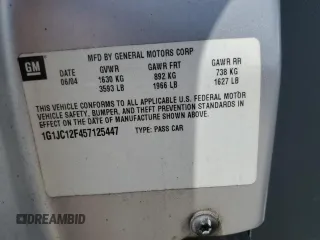 GM
MFD BY GENERAL MOTORS CORP
DATE GVWR GAWR FRT GAWR RR
06/04 1630 KG 892 KG 738 KG
3593 LB 1966 LB 1627 LB
THIS VEHICLE CONFORMS TO ALL APPLICABLE U.S. FEDERAL MOTOR
VEHICLE SAFETY, BUMPER, AND THEFT PREVENTION STANDARDS IN
EFFECT ON THE DATE OF MANUFACTURE SHOWN ABOVE.
1G1JC12F457125447 TYPE: PASS CAR
DREAMBID